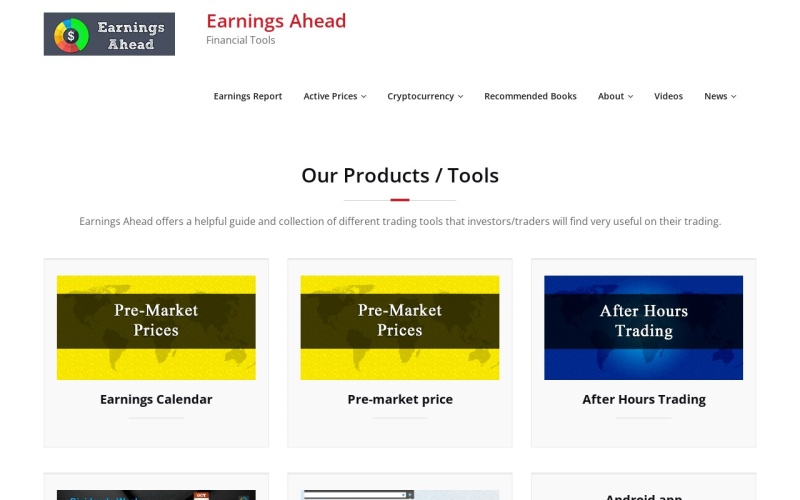 Earnings
Ahead
$
Earnings Ahead
Financial Tools
Earnings Report
Active Prices
Cryptocurrency
Recommended Books
About
Videos
News
Our Products / Tools
Earnings Ahead offers a helpful guide and collection of different trading tools that investors/traders will find very useful on their trading.
Pre-Market
Prices
Earnings Calendar
Pre-Market
Prices
Pre-market price
After Hours
Trading
After Hours Trading
OCT
Android app